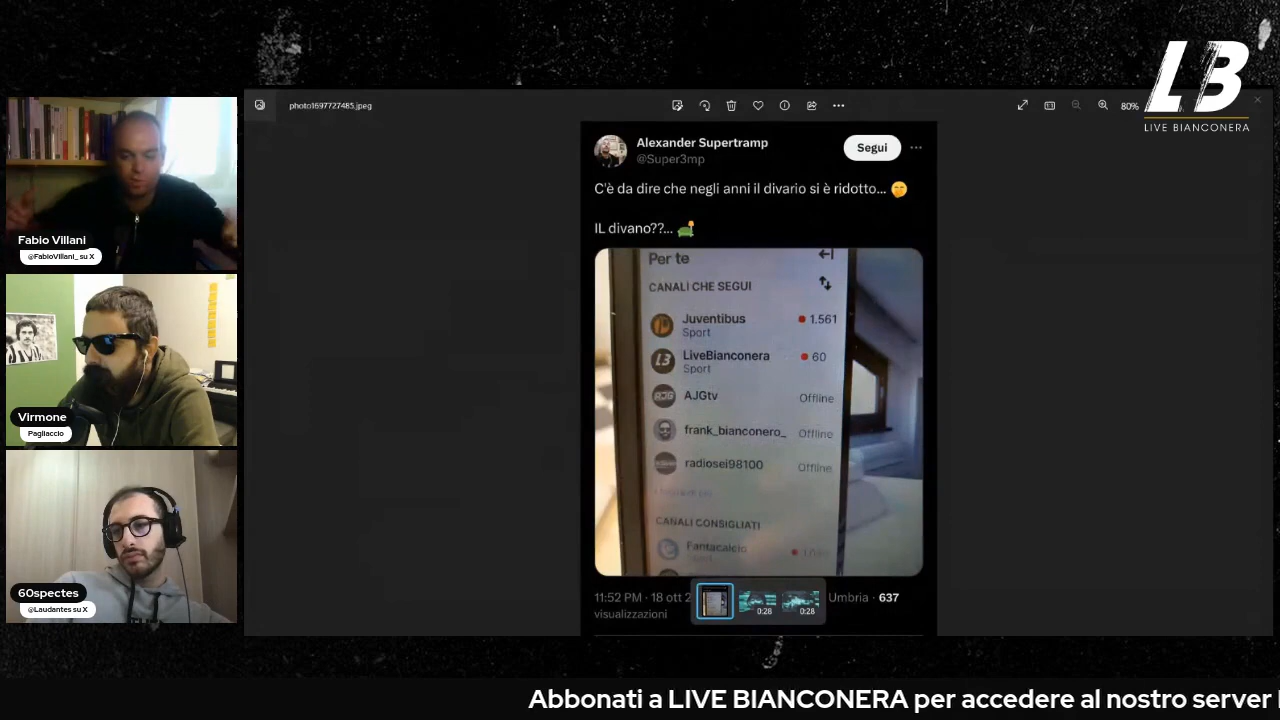 LB
LIVE BIANCONERA
photo1697727485.jpeg
80%
Fabio Villani
@FabioVillani_ su X
Virmone
Pagliaccio
60spectes
@Laudantes su X
Alexander Supertramp
@Super3mp
Segui
C'è da dire che negli anni il divario si è ridotto...
IL divano??...
Per te
CANALI CHE SEGUI
Juventibus
1.561
Sport
LiveBianconera
60
Sport
AJGtv
Offline
frank_bianconero_
Offline
radiosei98100
Offline
CANALI CONSIGLIATI
Fantacalcio
11:52 PM · 18 ott 2
Umbria · 637
visualizzazioni
0:28
0:28
Abbonati a LIVE BIANCONERA per accedere al nostro server